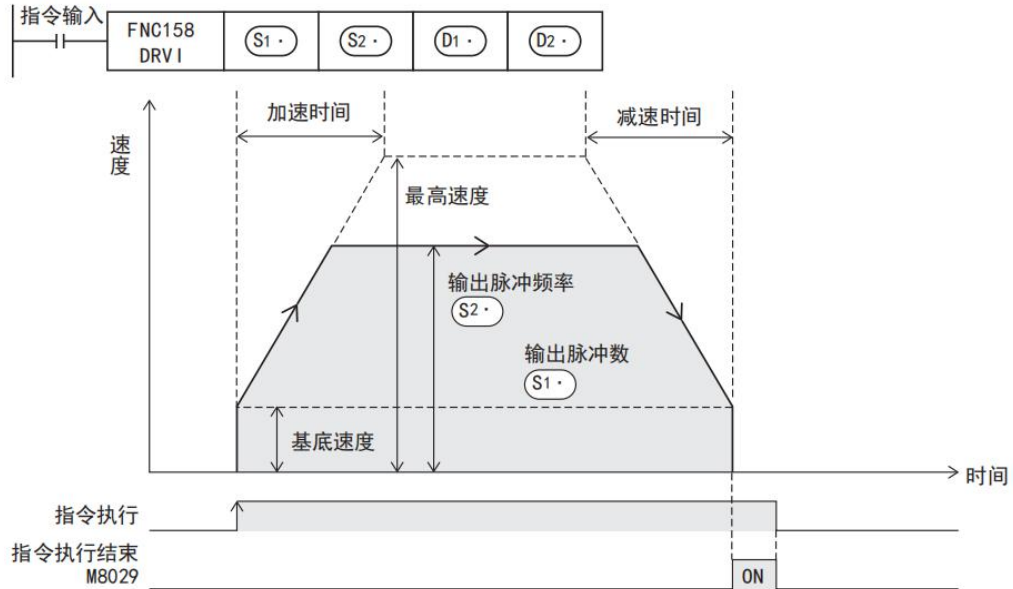 指令输入
FNC158
DRVI
S1·
S2·
D1·
D2·
加速时间
减速时间
速度
最高速度
输出脉冲频率
S2·
输出脉冲数
S1·
基底速度
时间
指令执行
指令执行结束
M8029
ON